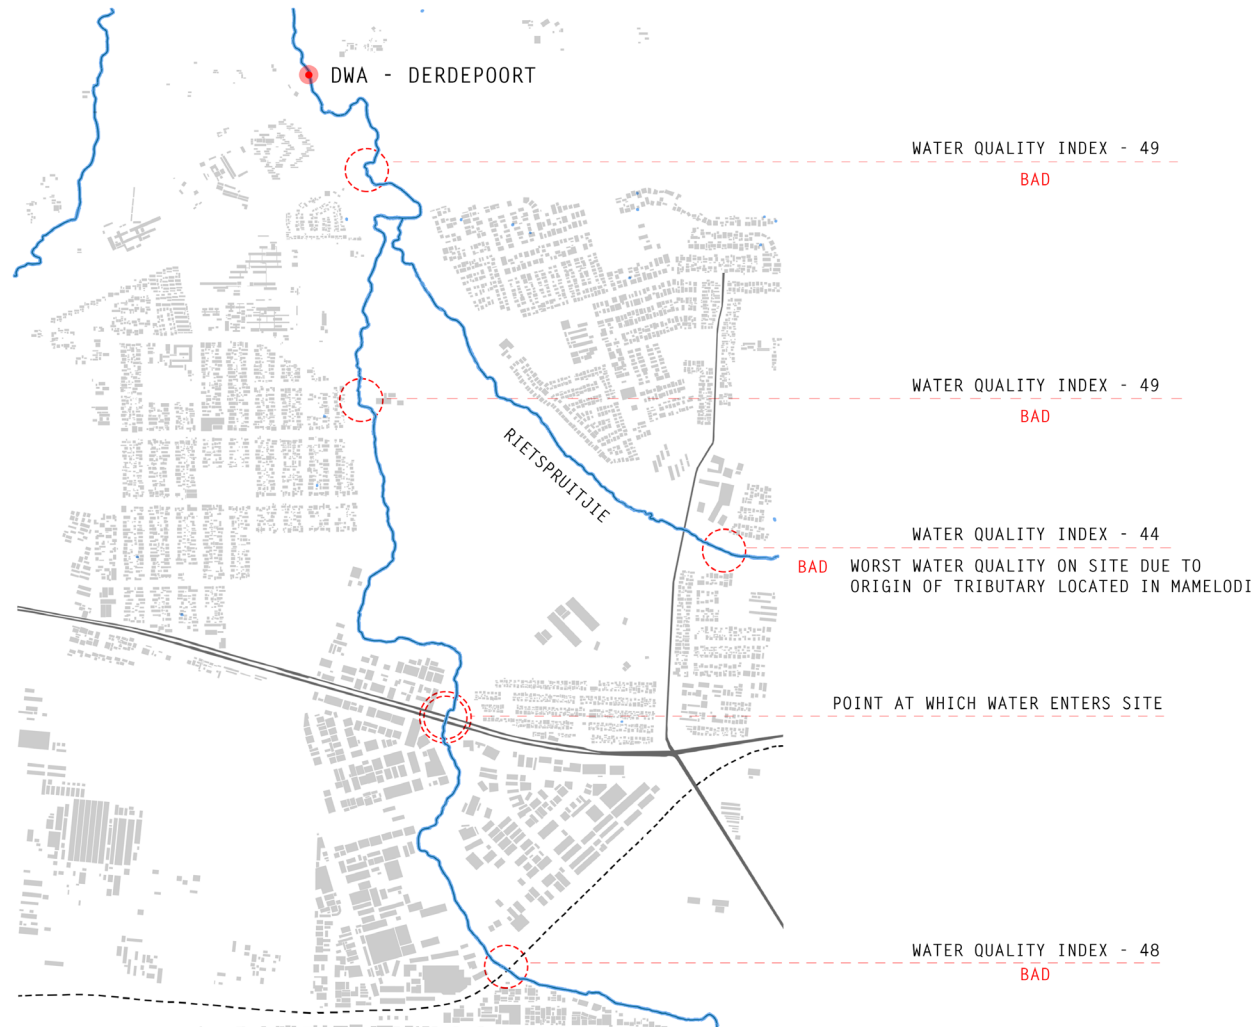 DWA - DERDEPOORT
WATER QUALITY INDEX - 49
BAD
WATER QUALITY INDEX - 49
BAD
RIETSPRUITJIE
WATER QUALITY INDEX - 44
BAD WORST WATER QUALITY ON SITE DUE TO
ORIGIN OF TRIBUTARY LOCATED IN MAMELODI
POINT AT WHICH WATER ENTERS SITE
WATER QUALITY INDEX - 48
BAD